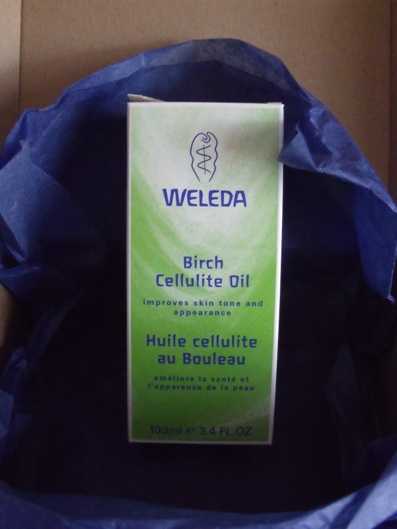 WELEDA
Birch
Cellulite Oil
improves skin tone and
appearance
Huile cellulite
au Bouleau
améliore la santé et
l'apparence de la peau
100ml e 3.4 FL.OZ